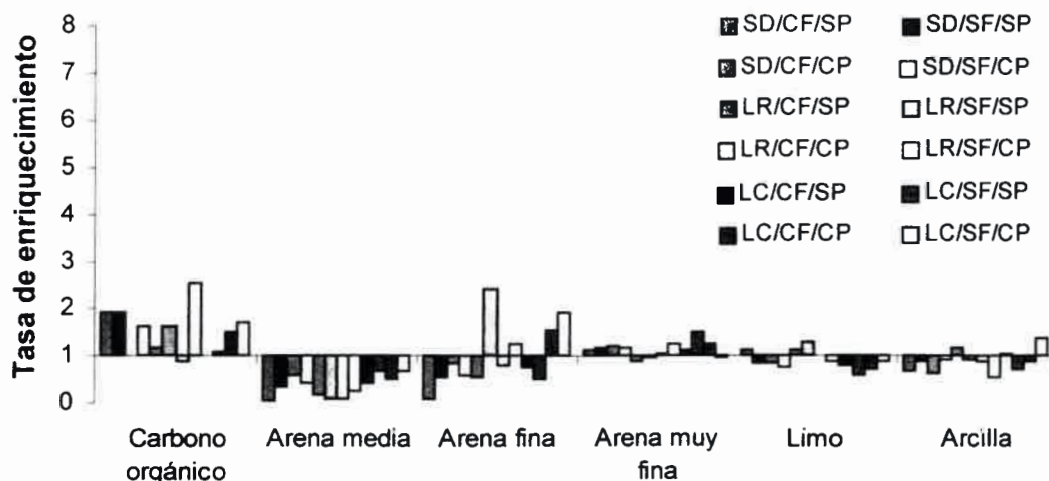 Tasa de enriquecimiento
8
7
6
5
4
3
2
1
0
SD/CF/SP SD/SF/SP
SD/CF/CP SD/SF/CP
LR/CF/SP LR/SF/SP
LR/CF/CP LR/SF/CP
LC/CF/SP LC/SF/SP
LC/CF/CP LC/SF/CP
Carbono orgánico
Arena media
Arena fina
Arena muy fina
Limo
Arcilla